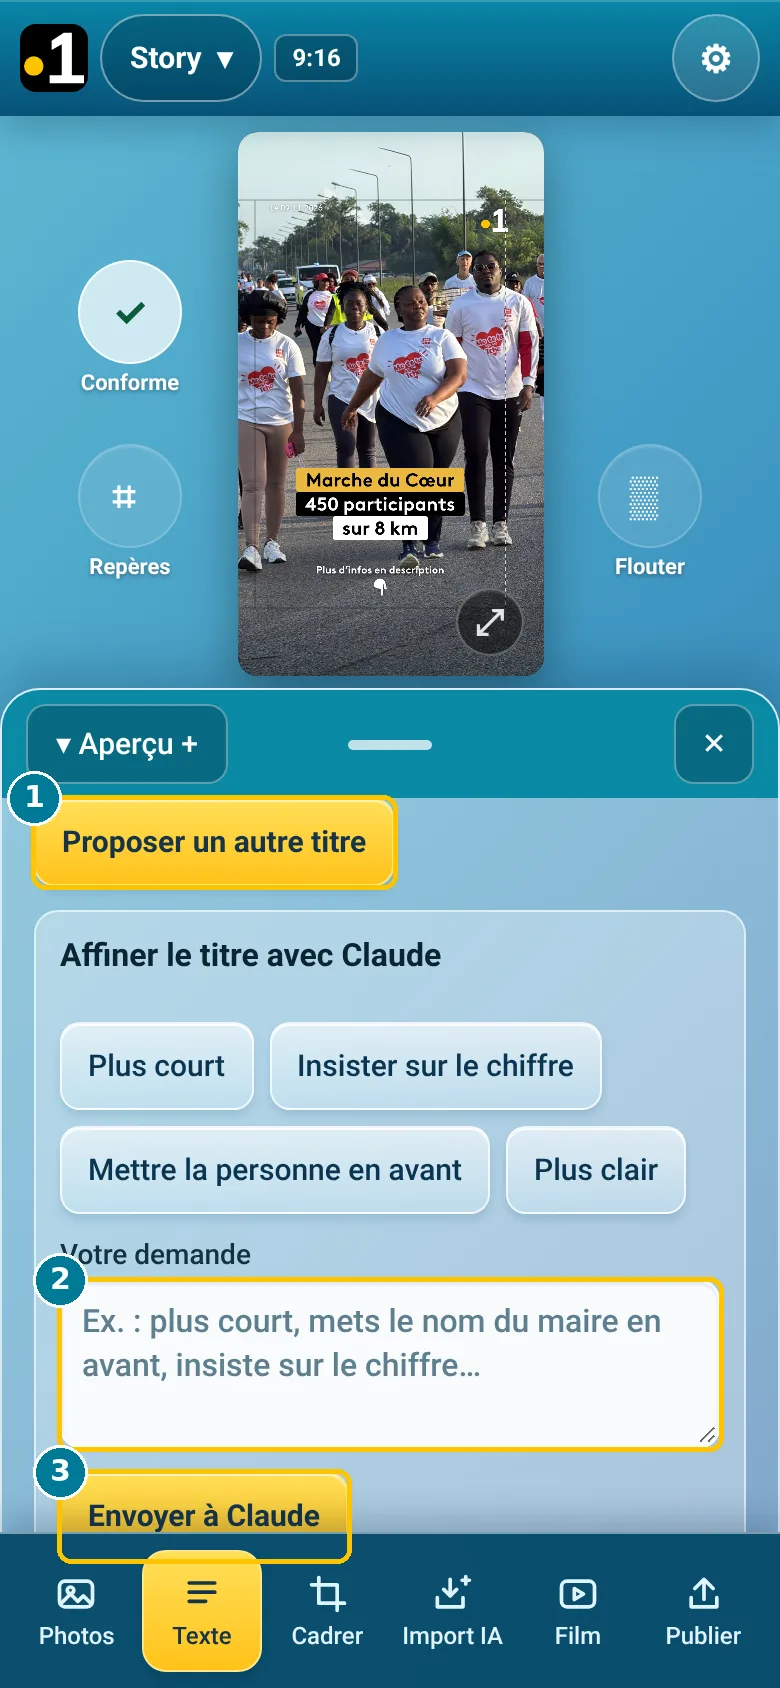 1
Story ▼
9:16
1
Conforme
Repères
Flouter
Marche du Cœur
450 participants
sur 8 km
Plus d'infos en description
▼ Aperçu +
1
Proposer un autre titre
Affiner le titre avec Claude
Plus court
Insister sur le chiffre
Mettre la personne en avant
Plus clair
Votre demande
2
Ex. : plus court, mets le nom du maire en
avant, insiste sur le chiffre…
3
Envoyer à Claude
Photos
Texte
Cadrer
Import IA
Film
Publier